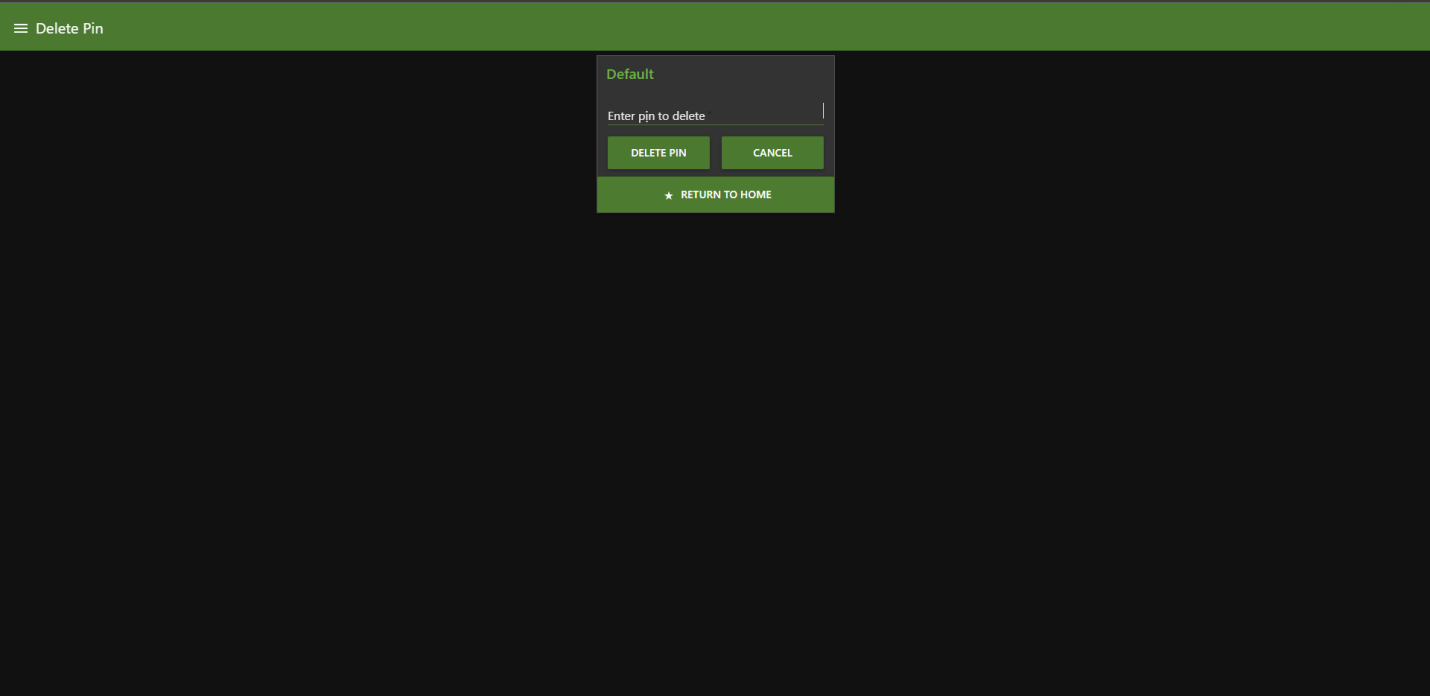 Delete Pin
Default
Enter pin to delete
DELETE PIN
CANCEL
RETURN TO HOME